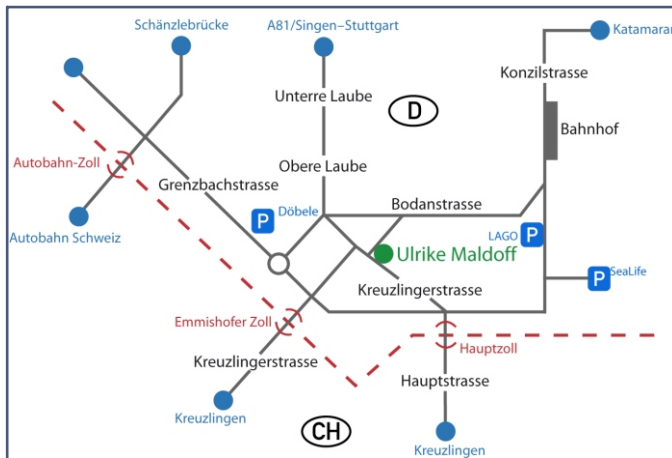 Schänzlebrücke
A81/Singen–Stuttgart
Katamaran
Konzilstrasse
Unterre Laube
D
Bahnhof
Autobahn-Zoll
Obere Laube
Grenzbachstrasse
Bodanstrasse
P
Döbele
Autobahn Schweiz
LAGO
P
Ulrike Maldoff
P
SeaLife
Kreuzlingerstrasse
Emmishofer Zoll
Hauptzoll
Kreuzlingerstrasse
Hauptstrasse
Kreuzlingen
CH
Kreuzlingen